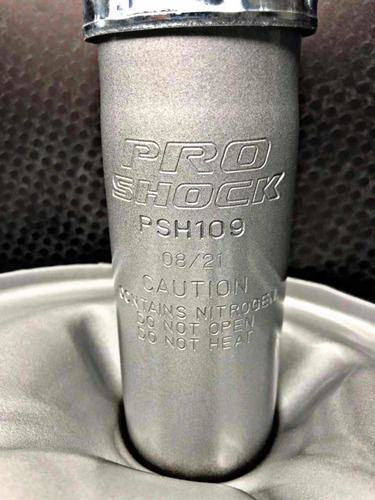 PRO
SHOCK
PSH109
08/21
CAUTION
CONTAINS NITROGEN
DO NOT OPEN
DO NOT HEAT